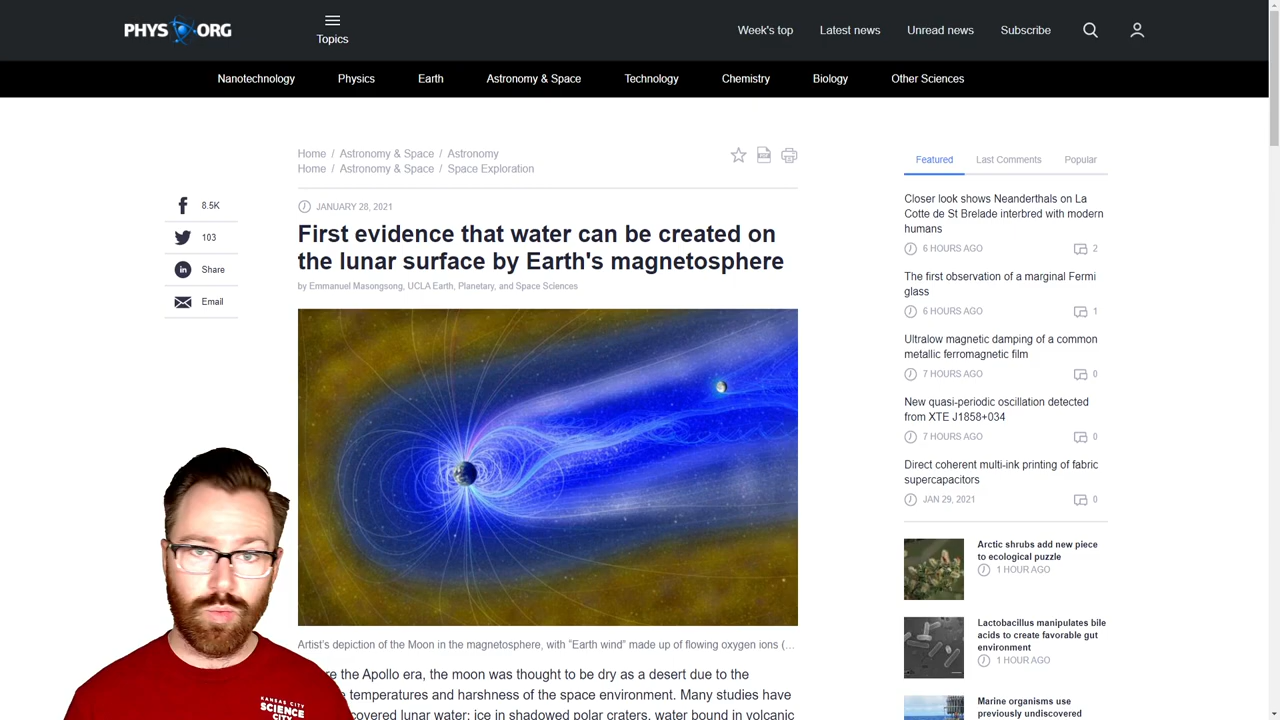 PHYS ORG
Topics
Week's top
Latest news
Unread news
Subscribe
Nanotechnology
Physics
Earth
Astronomy & Space
Technology
Chemistry
Biology
Other Sciences
Home / Astronomy & Space / Astronomy
Home / Astronomy & Space / Space Exploration
JANUARY 28, 2021
First evidence that water can be created on
the lunar surface by Earth's magnetosphere
by Emmanuel Masongsong, UCLA Earth, Planetary, and Space Sciences
8.5K
103
Share
Email
Artist's depiction of the Moon in the magnetosphere, with "Earth wind" made up of flowing oxygen ions (...
the Apollo era, the moon was thought to be dry as a desert due to the
temperatures and harshness of the space environment. Many studies have
covered lunar water: ice in shadowed polar craters, water bound in volcanic
KANSAS CITY
SCIENCE
CITY
Featured
Last Comments
Popular
Closer look shows Neanderthals on La
Cotte de St Brelade interbred with modern
humans
6 HOURS AGO
2
The first observation of a marginal Fermi
glass
6 HOURS AGO
1
Ultralow magnetic damping of a common
metallic ferromagnetic film
7 HOURS AGO
0
New quasi-periodic oscillation detected
from XTE J1858+034
7 HOURS AGO
0
Direct coherent multi-ink printing of fabric
supercapacitors
JAN 29, 2021
0
Arctic shrubs add new piece
to ecological puzzle
1 HOUR AGO
Lactobacillus manipulates bile
acids to create favorable gut
environment
1 HOUR AGO
Marine organisms use
previously undiscovered